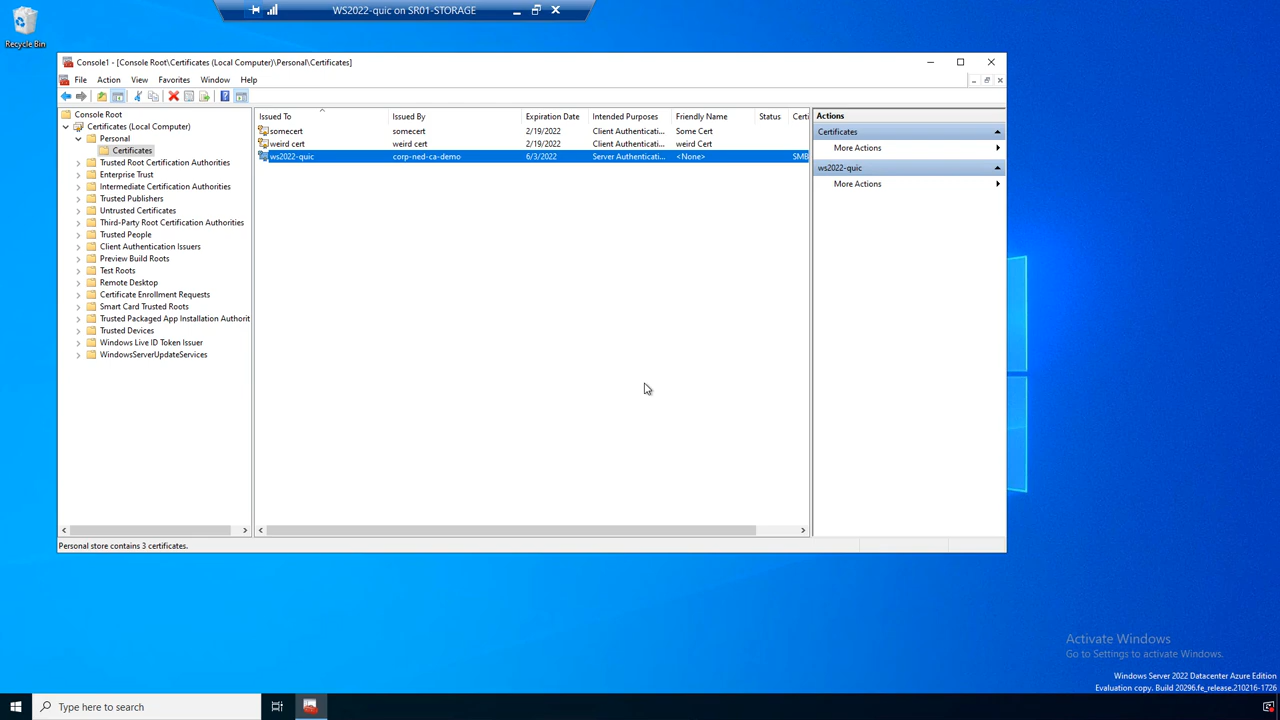 WS2022-quic on SR01-STORAGE
Recycle Bin
Console1 - [Console Root\Certificates (Local Computer)\Personal\Certificates]
File Action View Favorites Window Help
Console Root
Certificates (Local Computer)
Personal
Certificates
Trusted Root Certification Authorities
Enterprise Trust
Intermediate Certification Authorities
Trusted Publishers
Untrusted Certificates
Third-Party Root Certification Authorities
Trusted People
Client Authentication Issuers
Preview Build Roots
Test Roots
Remote Desktop
Certificate Enrollment Requests
Smart Card Trusted Roots
Trusted Packaged App Installation Authorit
Trusted Devices
Windows Live ID Token Issuer
WindowsServerUpdateServices
Issued To Issued By Expiration Date Intended Purposes Friendly Name Status Certi
somecert somecert 2/19/2022 Client Authenticati... Some Cert
weird cert weird cert 2/19/2022 Client Authenticati... weird Cert
ws2022-quic corp-ned-ca-demo 6/3/2022 Server Authenticati... <None> SMB
Actions
Certificates
More Actions
ws2022-quic
More Actions
Personal store contains 3 certificates.
Activate Windows
Go to Settings to activate Windows.
Windows Server 2022 Datacenter Azure Edition
Evaluation copy. Build 20296.fe_release.210216-1726
Type here to search